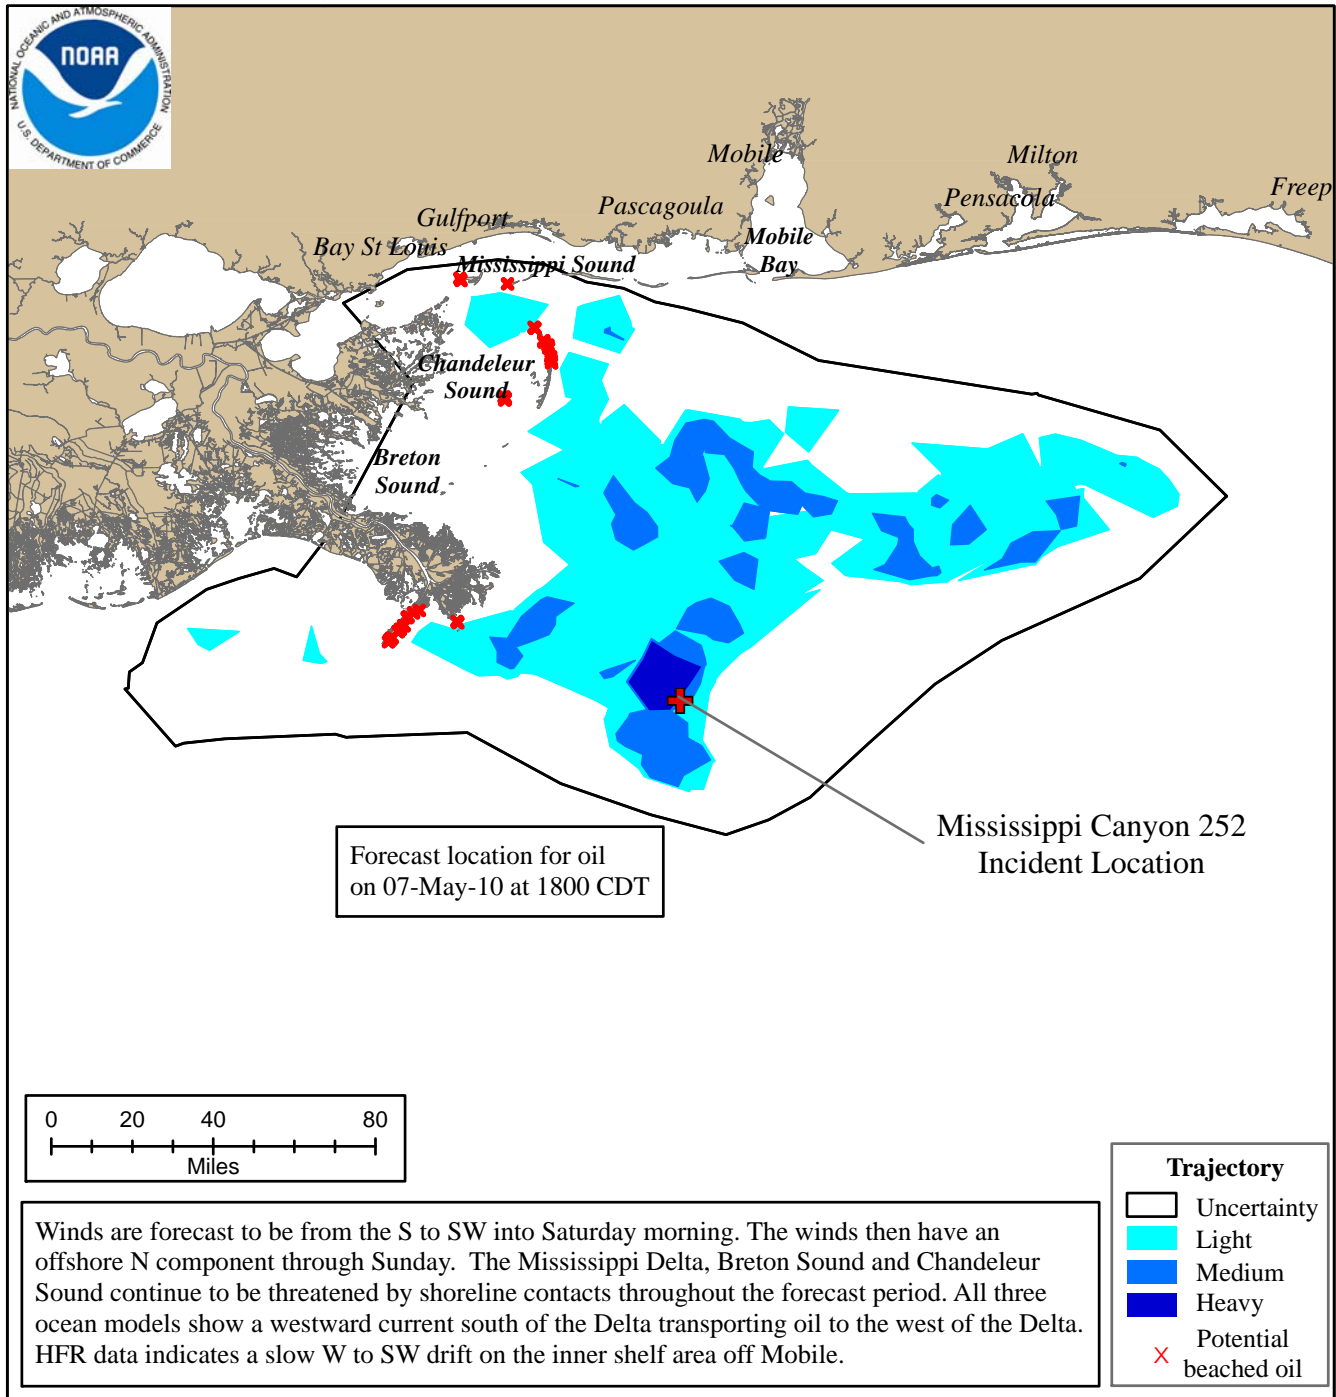 NATIONAL OCEANIC AND ATMOSPHERIC ADMINISTRATION
NOAA
U.S. DEPARTMENT OF COMMERCE
Mobile
Milton
Freep
Pensacola
Pascagoula
Gulfport
Bay St Louis
Mobile
Bay
Mississippi Sound
Chandeleur
Sound
Breton
Sound
Mississippi Canyon 252
Incident Location
Forecast location for oil
on 07-May-10 at 1800 CDT
0 20 40 80
Miles
Trajectory
Uncertainty
Light
Medium
Heavy
Potential
beached oil
Winds are forecast to be from the S to SW into Saturday morning. The winds then have an
offshore N component through Sunday. The Mississippi Delta, Breton Sound and Chandeleur
Sound continue to be threatened by shoreline contacts throughout the forecast period. All three
ocean models show a westward current south of the Delta transporting oil to the west of the Delta.
HFR data indicates a slow W to SW drift on the inner shelf area off Mobile.